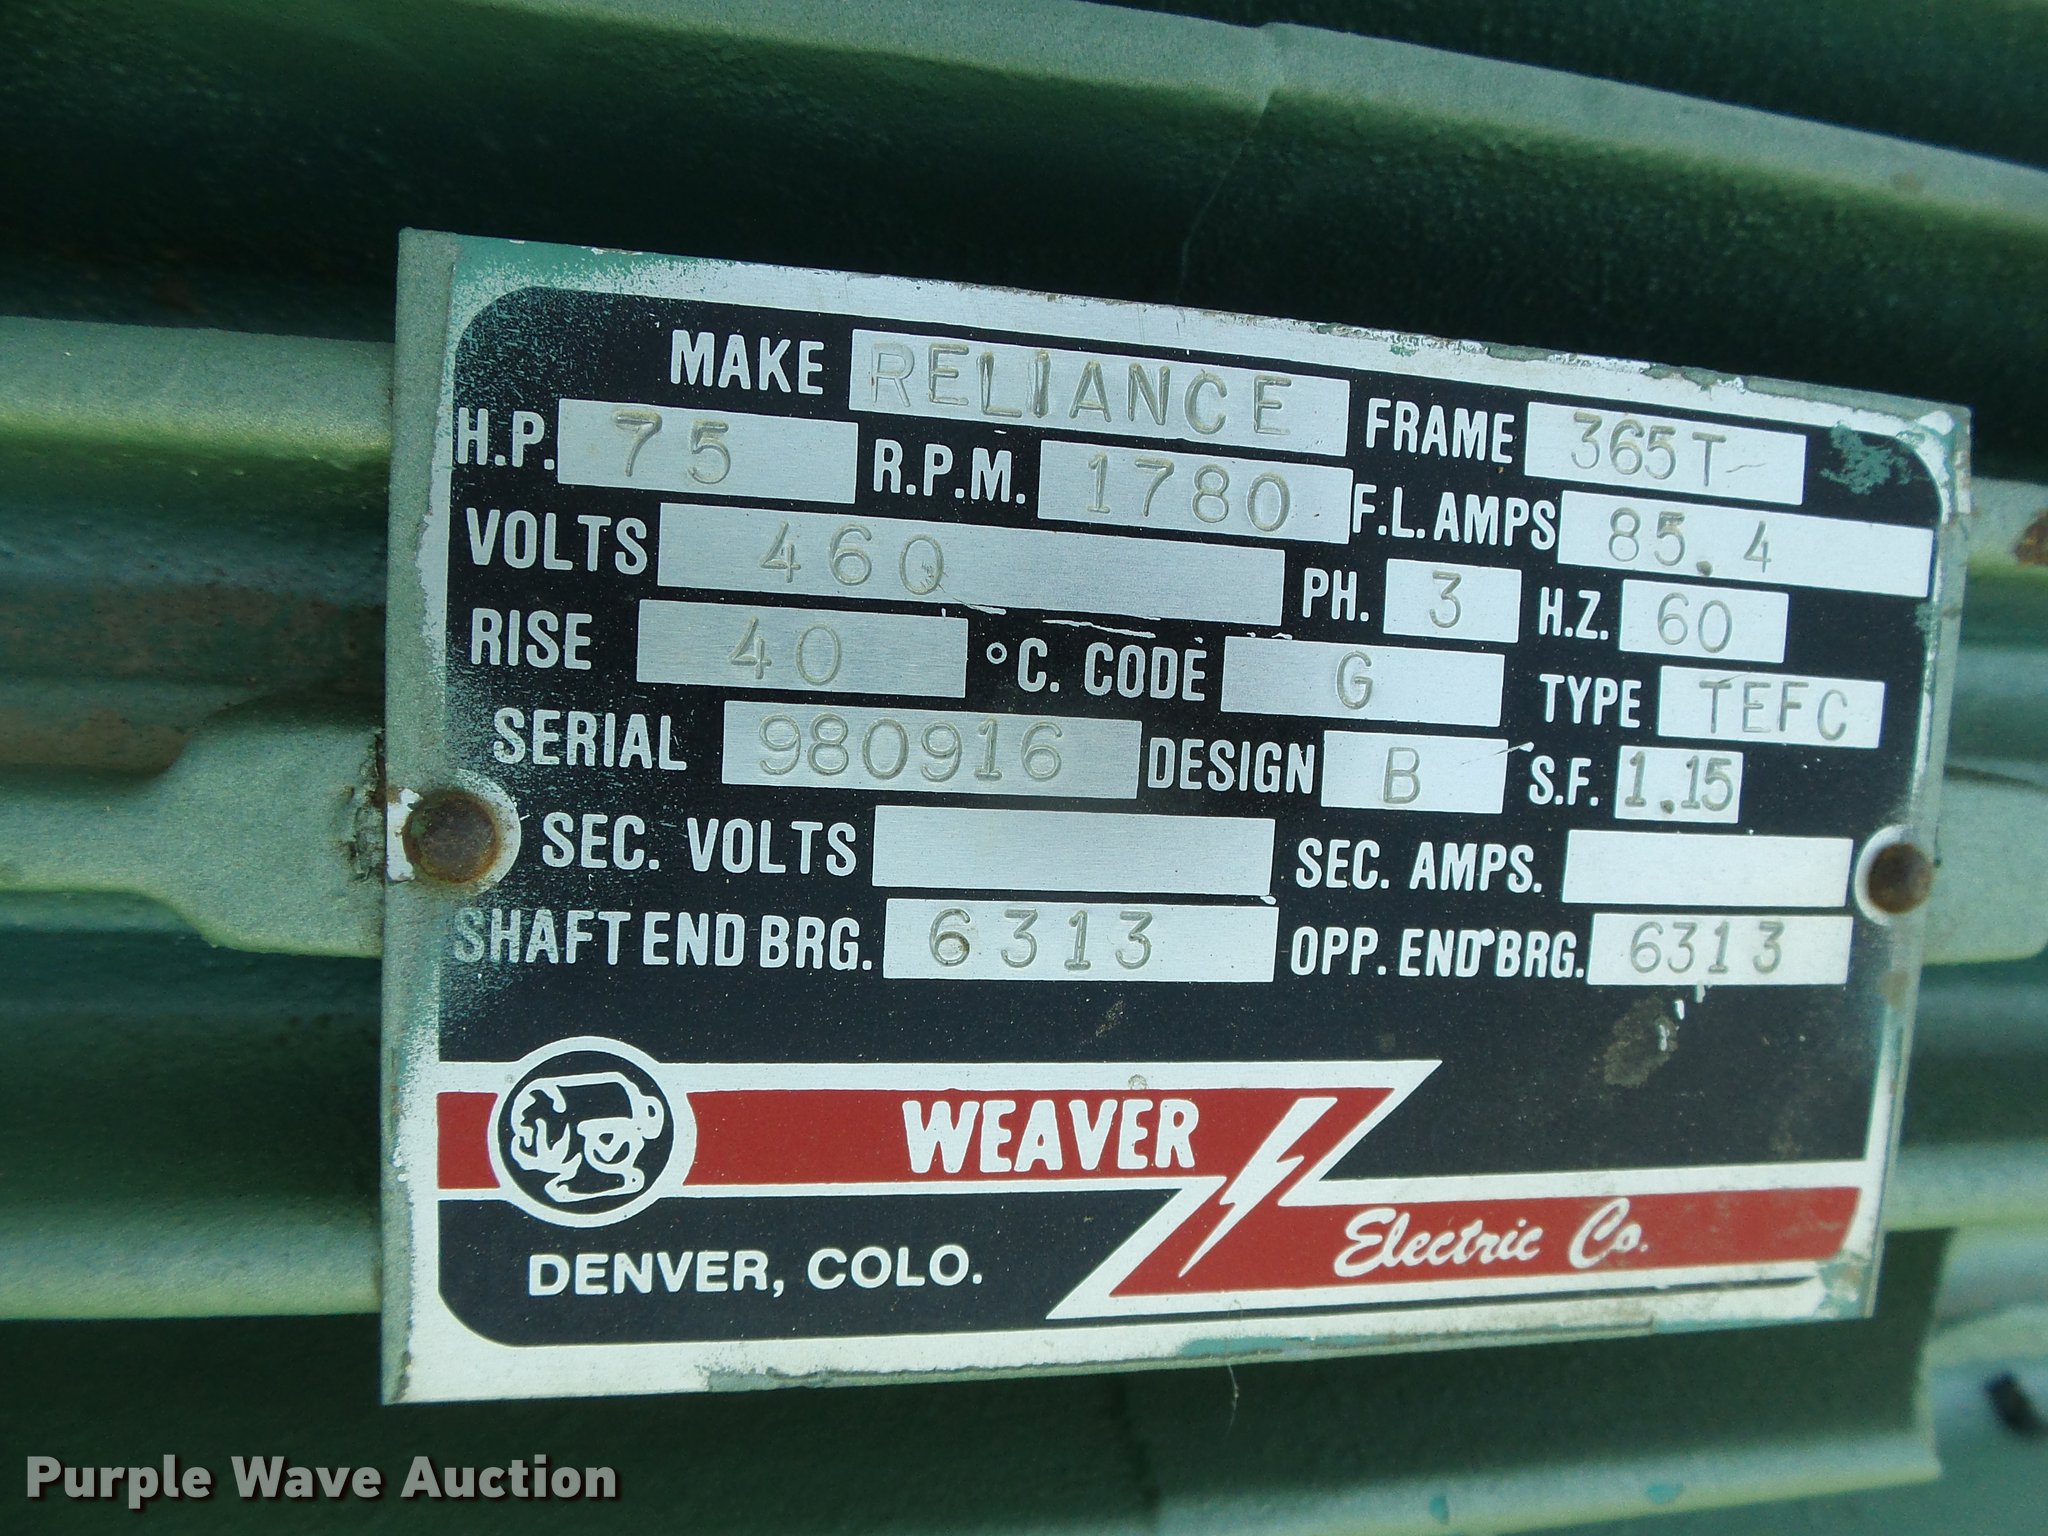 MAKE RELIANCE FRAME 365T
H.P. 75 R.P.M. 1780 F.L. AMPS 85.4
VOLTS 460 PH. 3 H.Z. 60
RISE 40 °C. CODE G TYPE TEFC
SERIAL 980916 DESIGN B S.F. 1.15
SEC. VOLTS SEC. AMPS.
SHAFT END BRG. 6313 OPP. END BRG. 6313
WEAVER
Electric Co.
DENVER, COLO.
Purple Wave Auction